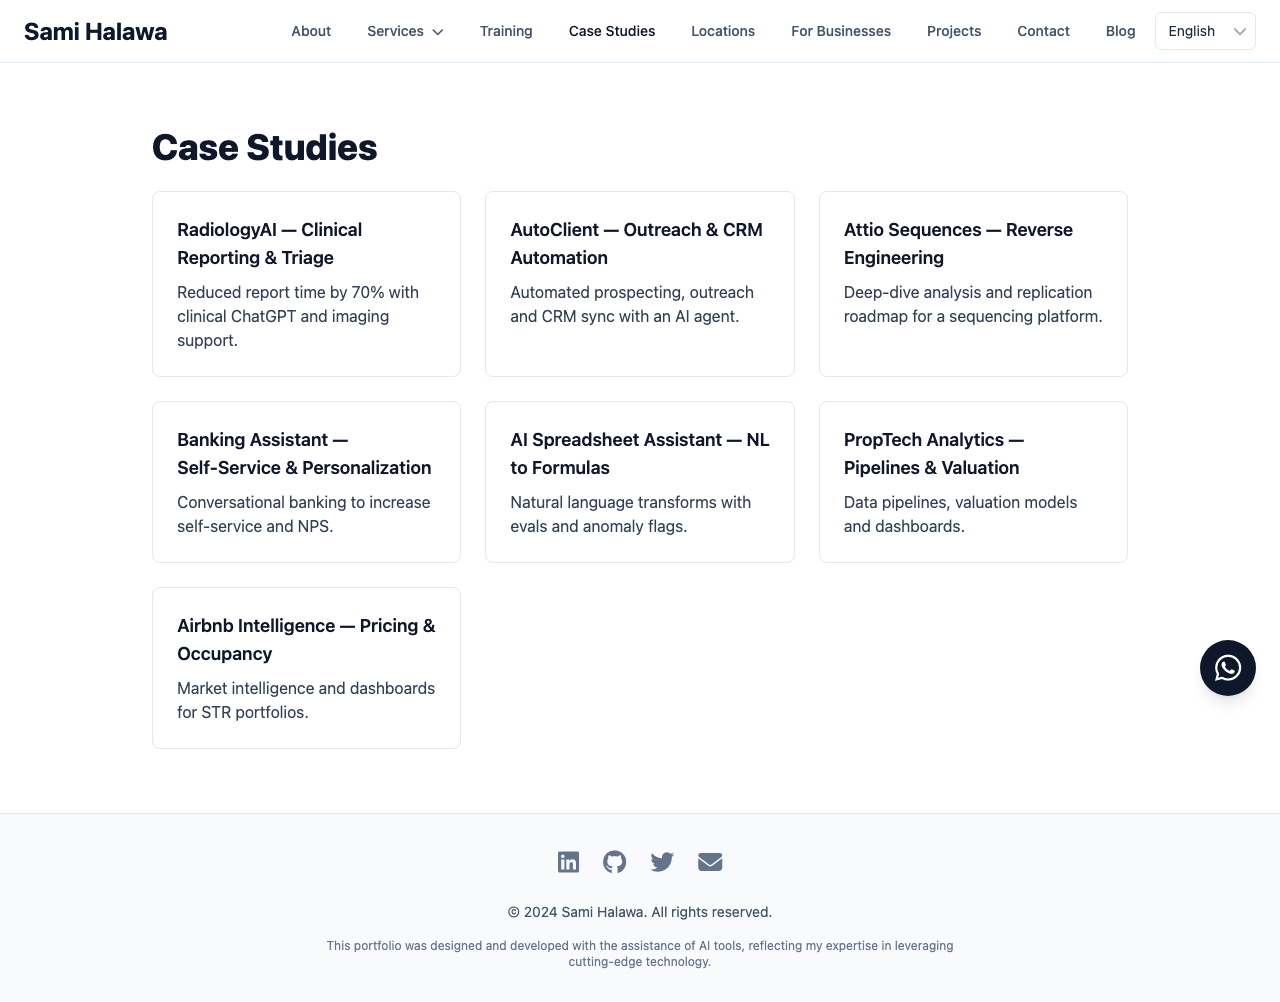 Sami Halawa
About
Services
Training
Case Studies
Locations
For Businesses
Projects
Contact
Blog
English
Case Studies
RadiologyAI — Clinical
Reporting & Triage
Reduced report time by 70% with
clinical ChatGPT and imaging
support.
AutoClient — Outreach & CRM
Automation
Automated prospecting, outreach
and CRM sync with an AI agent.
Attio Sequences — Reverse
Engineering
Deep-dive analysis and replication
roadmap for a sequencing platform.
Banking Assistant —
Self-Service & Personalization
Conversational banking to increase
self-service and NPS.
AI Spreadsheet Assistant — NL
to Formulas
Natural language transforms with
evals and anomaly flags.
PropTech Analytics —
Pipelines & Valuation
Data pipelines, valuation models
and dashboards.
Airbnb Intelligence — Pricing &
Occupancy
Market intelligence and dashboards
for STR portfolios.
© 2024 Sami Halawa. All rights reserved.
This portfolio was designed and developed with the assistance of AI tools, reflecting my expertise in leveraging
cutting-edge technology.